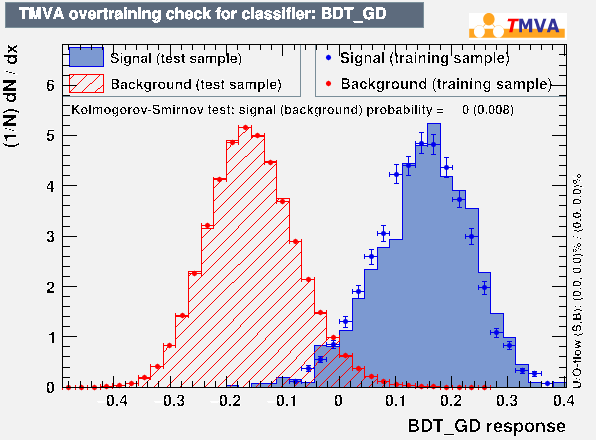 TMVA overtraining check for classifier: BDT_GD
TMVA
(1/N) dN / dx
Signal (test sample)
Background (test sample)
Signal (training sample)
Background (training sample)
Kolmogorov-Smirnov test: signal (background) probability = 0 (0.008)
6
5
4
3
2
1
0
0.4 0.3 0.2 0.1 0 0.1 0.2 0.3 0.4
BDT_GD response
U/O-flow (S,B): (0.0, 0.0)% / (0.0, 0.0)%